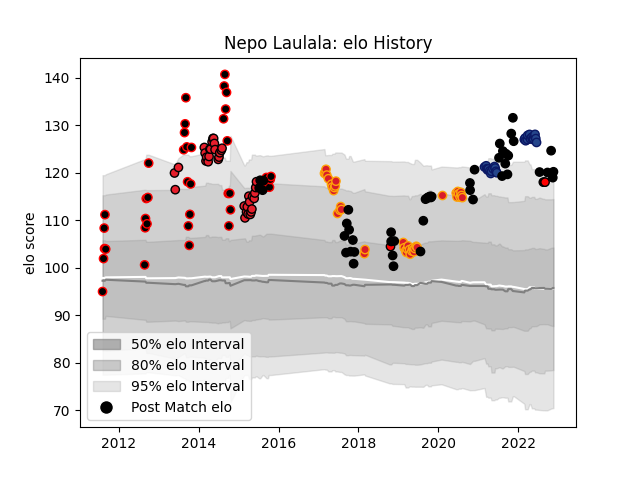 Nepo Laulala: elo History
elo score
140
130
120
110
100
90
80
70
50% elo Interval
80% elo Interval
95% elo Interval
Post Match elo
2012 2014 2016 2018 2020 2022